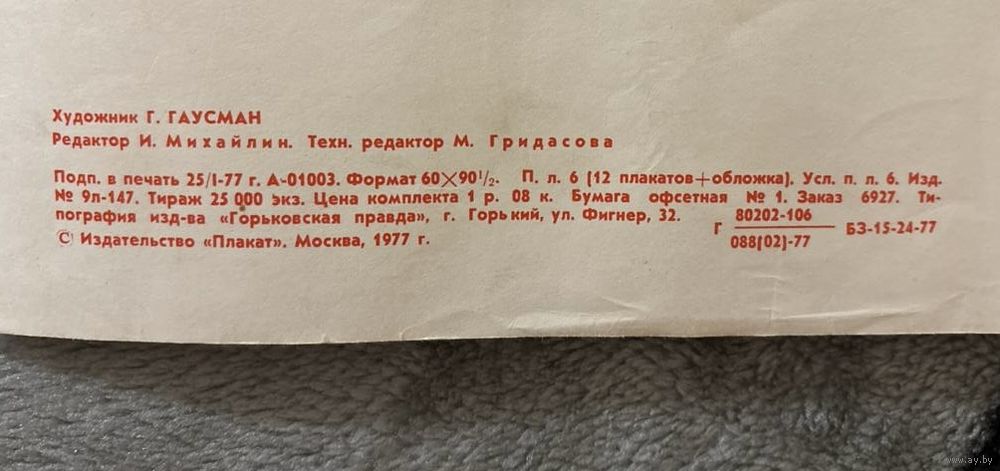 Художник Г. ГАУСМАН
Редактор И. Михайлин. Техн. редактор М. Гридасова
Подп. в печать 25/I-77 г. А-01003. Формат 60×90¹/₂. П. л. 6 (12 плакатов+обложка). Усл. п. л. 6. Изд.
№ 9л-147. Тираж 25 000 экз. Цена комплекта 1 р. 08 к. Бумага офсетная № 1. Заказ 6927. Ти-
пография изд-ва «Горьковская правда», г. Горький, ул. Фигнер, 32.
Г 80202-106/088(02)-77 БЗ-15-24-77
© Издательство «Плакат». Москва, 1977 г.
www.ay.by